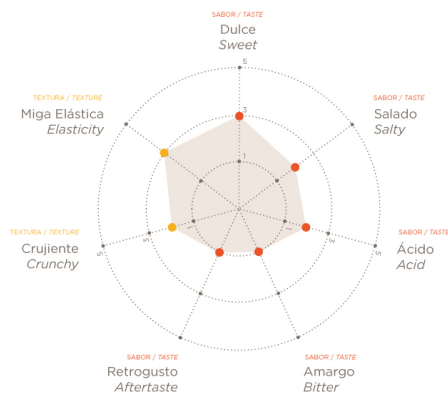 SABOR / TASTE
Dulce
Sweet
5
TEXTURA / TEXTURE
Miga Elástica
Elasticity
SABOR / TASTE
Salado
Salty
3
1
TEXTURA / TEXTURE
Crujiente
Crunchy
5
3
1
1
3
5
SABOR / TASTE
Ácido
Acid
SABOR / TASTE
Retrogusto
Aftertaste
SABOR / TASTE
Amargo
Bitter